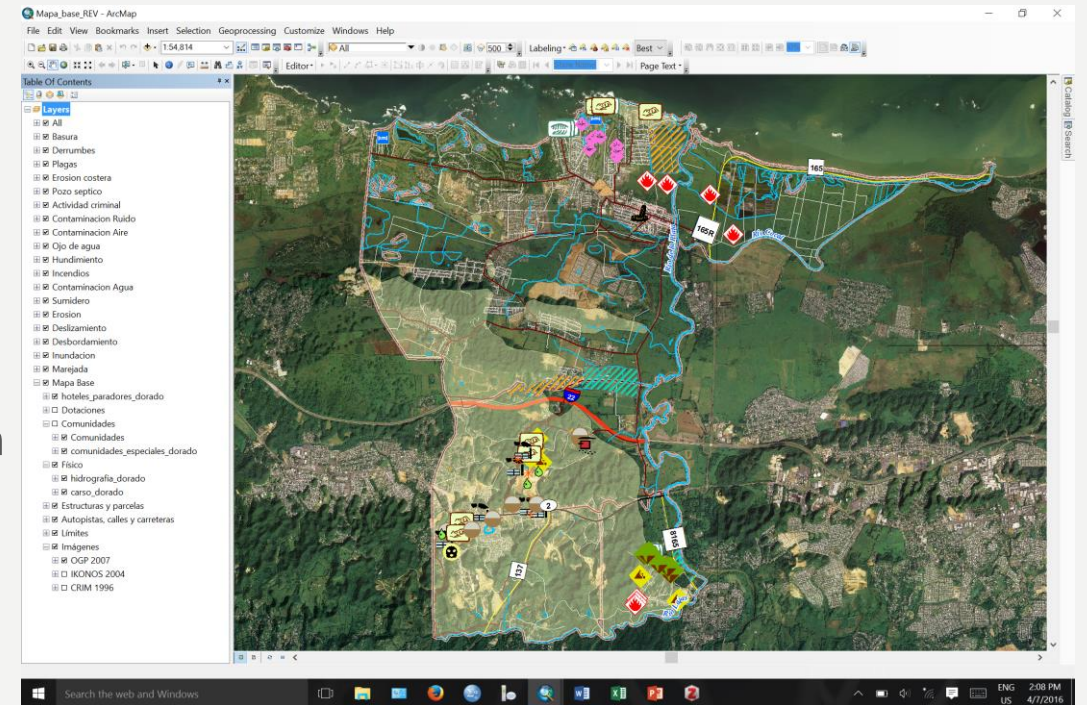 Mapa_base_REV - ArcMap
File Edit View Bookmarks Insert Selection Geoprocessing Customize Windows Help
1:54,814
All
500
Labeling
Best
Editor
Page Text
Table Of Contents
Layers
All
Basura
Derrumbes
Plagas
Erosion costera
Pozo septico
Actividad criminal
Contaminacion Ruido
Contaminacion Aire
Ojo de agua
Hundimiento
Incendios
Contaminacion Agua
Sumidero
Erosion
Deslizamiento
Desbordamiento
Inundacion
Marejada
Mapa Base
hoteles_paradores_dorado
Dotaciones
Comunidades
Comunidades
comunidades_especiales_dorado
Físico
hidrografia_dorado
carso_dorado
Estructuras y parcelas
Autopistas, calles y carreteras
Límites
Imágenes
OGP 2007
IKONOS 2004
CRIM 1996
Catalog
Search
165
165R
22
2
8165
137
Search the web and Windows
ENG
US
2:08 PM
4/7/2016